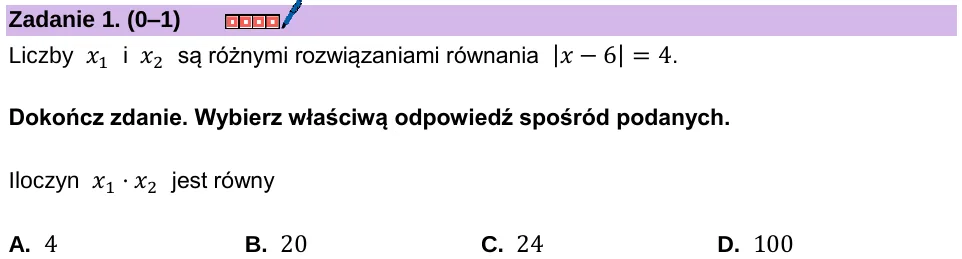 Zadanie 1. (0–1)
Liczby x₁ i x₂ są różnymi rozwiązaniami równania |x − 6| = 4.
Dokończ zdanie. Wybierz właściwą odpowiedź spośród podanych.
Iloczyn x₁ · x₂ jest równy
A. 4 B. 20 C. 24 D. 100